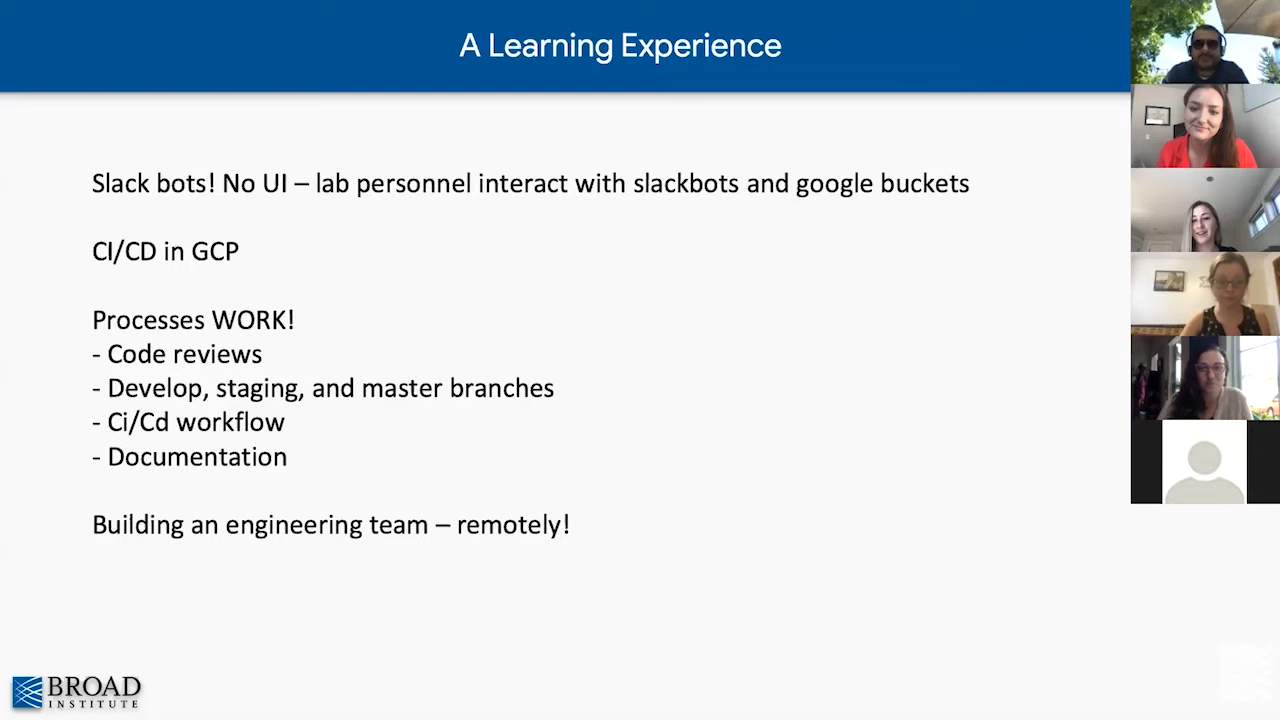 A Learning Experience
Slack bots! No UI – lab personnel interact with slackbots and google buckets
CI/CD in GCP
Processes WORK!
- Code reviews
- Develop, staging, and master branches
- Ci/Cd workflow
- Documentation
Building an engineering team – remotely!
BROAD
INSTITUTE